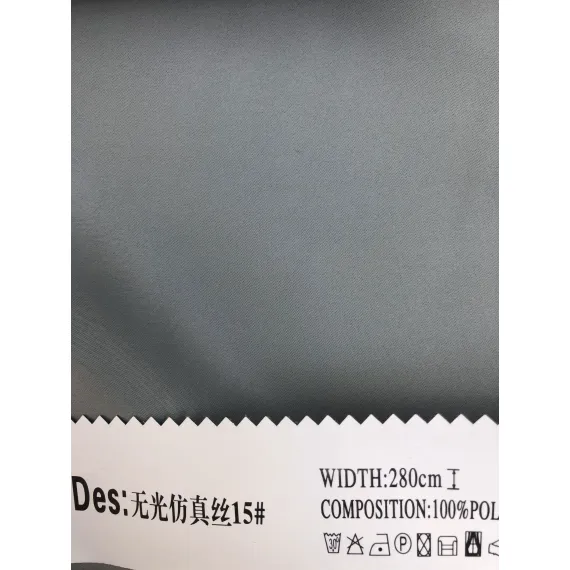 WIDTH:280cm
Des:无光仿真丝15#
COMPOSITION:100%POL